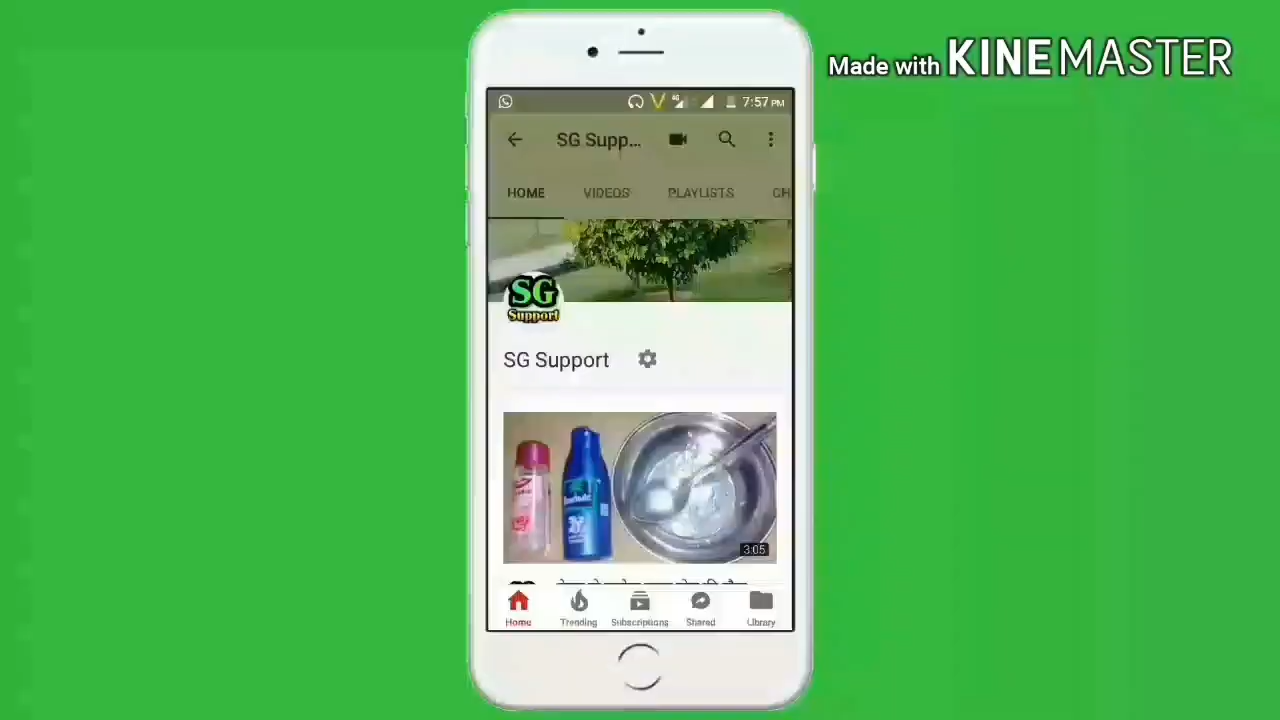 Made with KINEMASTER
4G 7:57 PM
SG Supp...
HOME VIDEOS PLAYLISTS CH
SG
Support
SG Support
3:05
Home Trending Subscriptions Shared Library